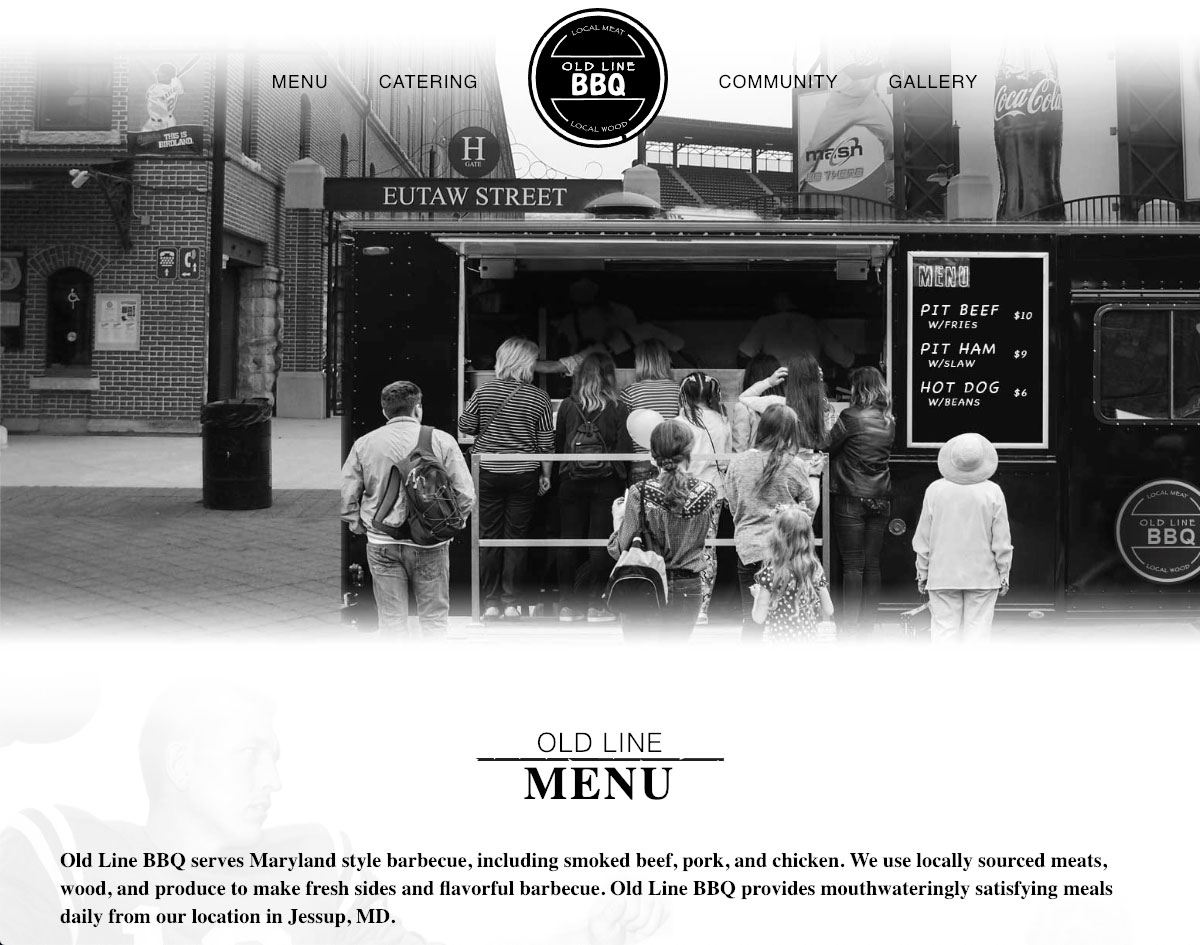 LOCAL MEAT
OLD LINE
BBQ
LOCAL WOOD
MENU
CATERING
COMMUNITY
GALLERY
THIS IS
BIRDLAND.
H
GATE
EUTAW STREET
Coca-Cola
mash
MENU
PIT BEEF $10
W/FRIES
PIT HAM $9
W/SLAW
HOT DOG $6
W/BEANS
LOCAL MEAT
OLD LINE
BBQ
LOCAL WOOD
OLD LINE
MENU
Old Line BBQ serves Maryland style barbecue, including smoked beef, pork, and chicken. We use locally sourced meats,
wood, and produce to make fresh sides and flavorful barbecue. Old Line BBQ provides mouthwateringly satisfying meals
daily from our location in Jessup, MD.